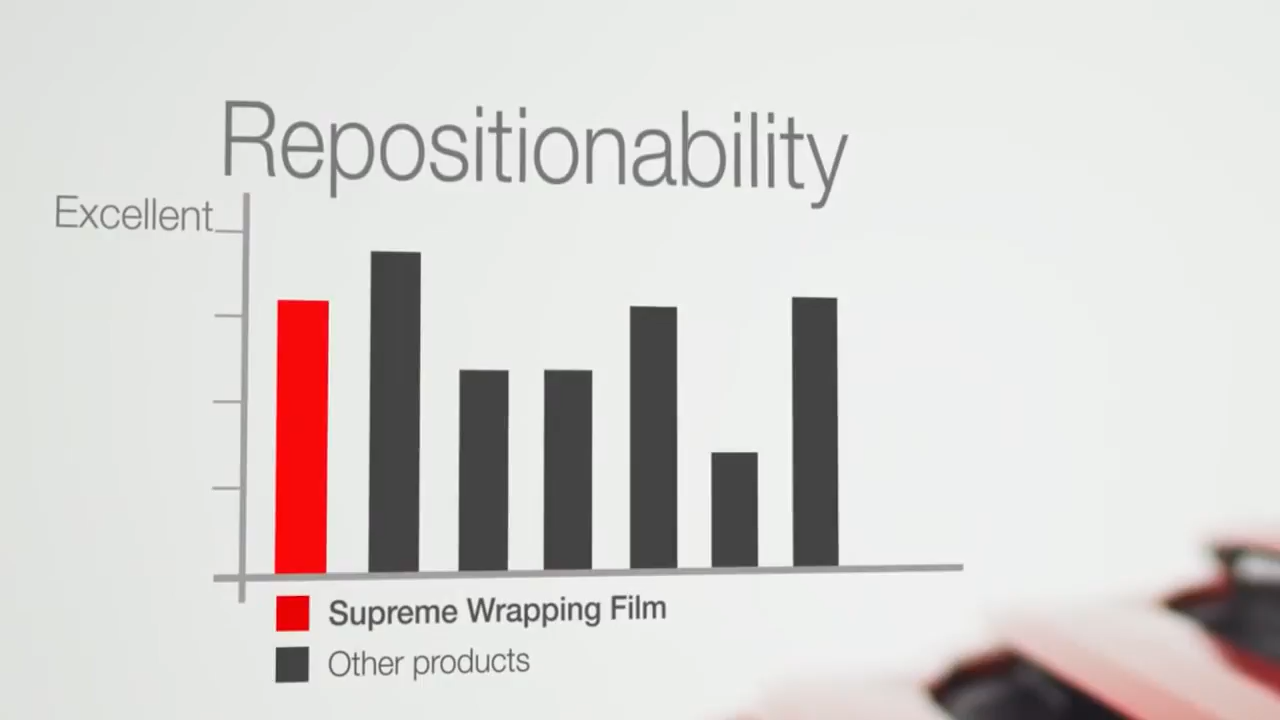 Repositionability
Excellent
Supreme Wrapping Film
Other products